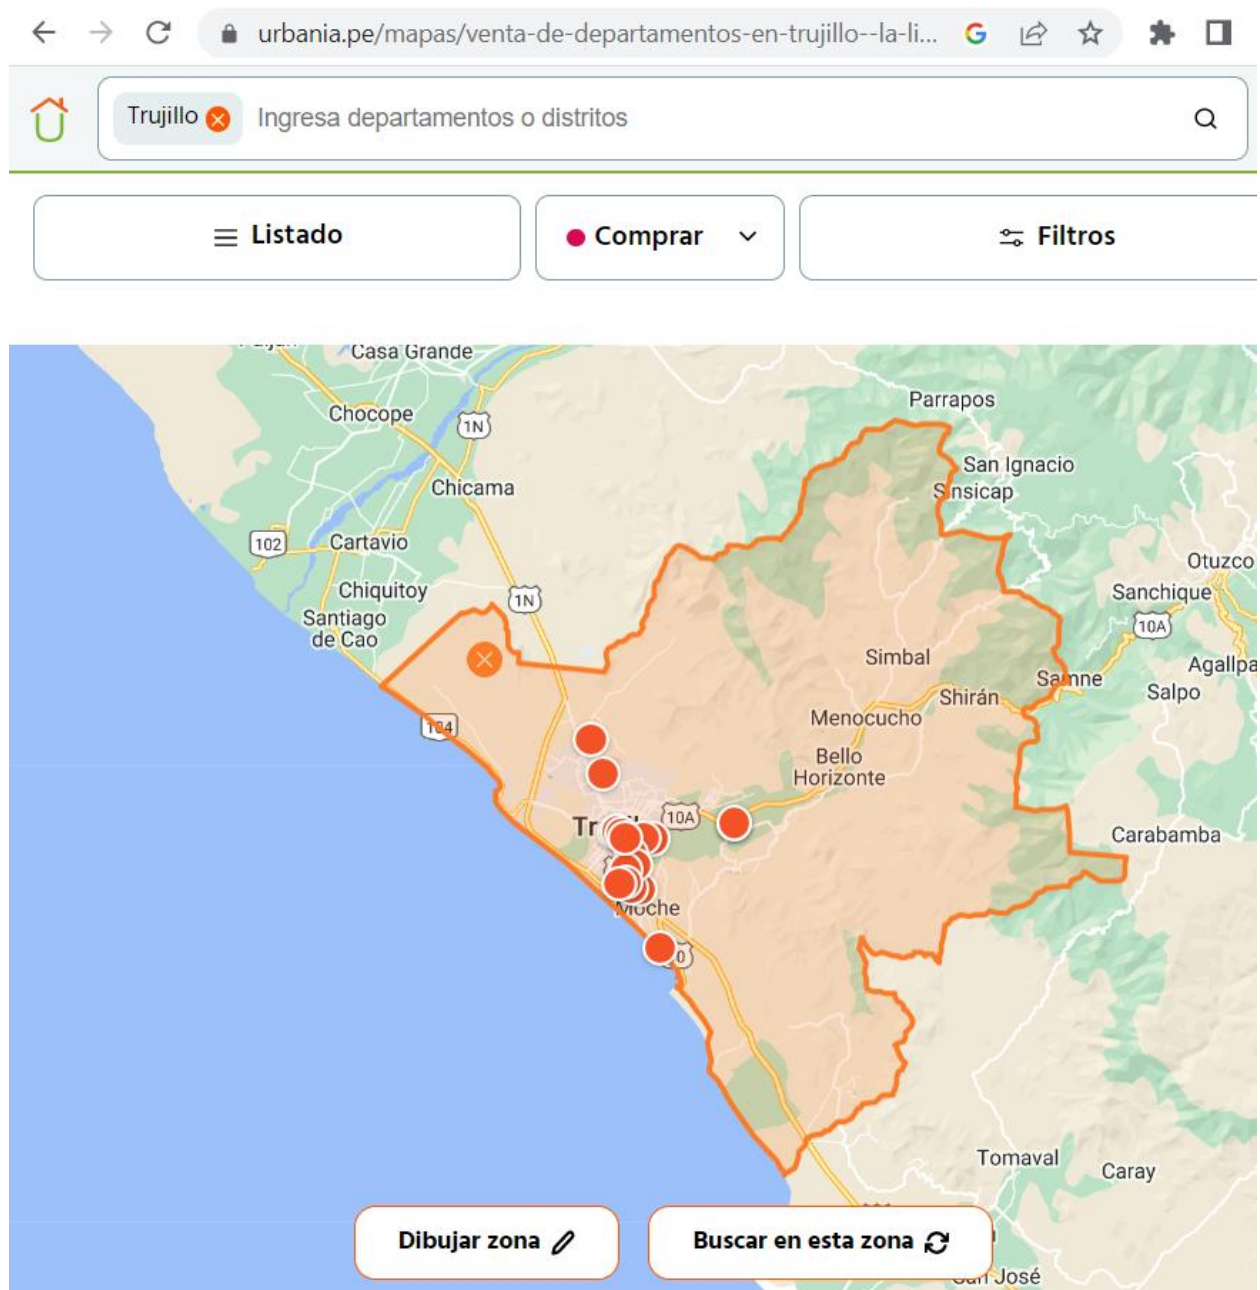 urbania.pe/mapas/venta-de-departamentos-en-trujillo--la-li...
Trujillo
Ingresa departamentos o distritos
Listado
Comprar
Filtros
Casa Grande
Parrapos
Chocope
1N
San Ignacio
Chicama
Sinsicap
102
Cartavio
Otuzco
Chiquitoy
1N
Sanchique
Santiago
de Cao
10A
Simbal
Agallpa
Samne
Shirán
Salpo
104
Menocucho
Bello
Horizonte
10A
Carabamba
Moche
Tomaval
Caray
Dibujar zona
Buscar en esta zona
San José